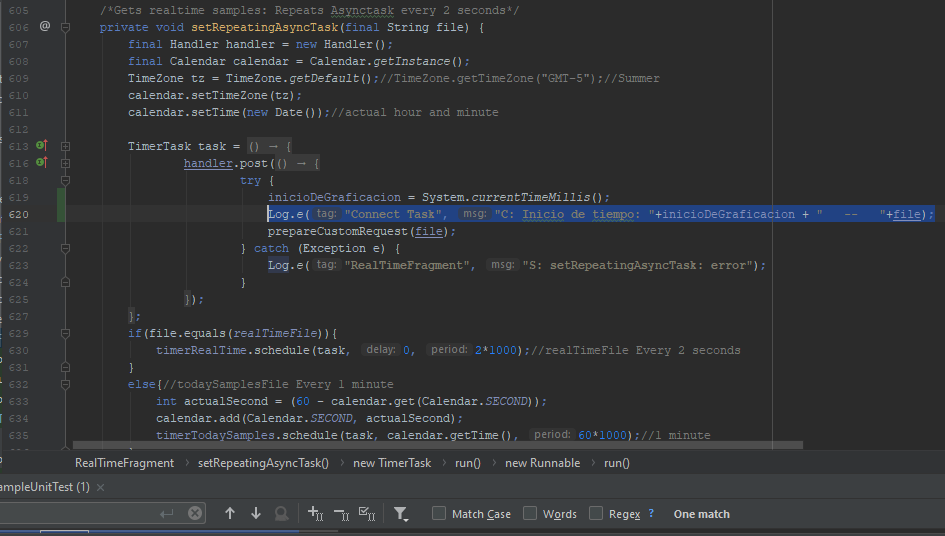 605 /*Gets realtime samples: Repeats Asynctask every 2 seconds*/
606 @ private void setRepeatingAsyncTask(final String file) {
607 final Handler handler = new Handler();
608 final Calendar calendar = Calendar.getInstance();
609 TimeZone tz = TimeZone.getDefault();//TimeZone.getTimeZone("GMT-5");//Summer
610 calendar.setTimeZone(tz);
611 calendar.setTime(new Date());//actual hour and minute
612
613 TimerTask task = () → {
616 handler.post(() → {
618 try {
619 inicioDeGraficacion = System.currentTimeMillis();
620 Log.e( tag: "Connect Task", msg: "C: Inicio de tiempo: "+inicioDeGraficacion + " -- "+file);
621 prepareCustomRequest(file);
622 } catch (Exception e) {
623 Log.e( tag: "RealTimeFragment", msg: "S: setRepeatingAsyncTask: error");
624 }
625 });
627 };
629 if(file.equals(realTimeFile)){
630 timerRealTime.schedule(task, delay: 0, period: 2*1000);//realTimeFile Every 2 seconds
631 }
632 else{//todaySamplesFile Every 1 minute
633 int actualSecond = (60 - calendar.get(Calendar.SECOND));
634 calendar.add(Calendar.SECOND, actualSecond);
635 timerTodaySamples.schedule(task, calendar.getTime(), period: 60*1000);//1 minute
RealTimeFragment › setRepeatingAsyncTask() › new TimerTask › run() › new Runnable › run()
ampleUnitTest (1) ×
Match Case Words Regex ? One match